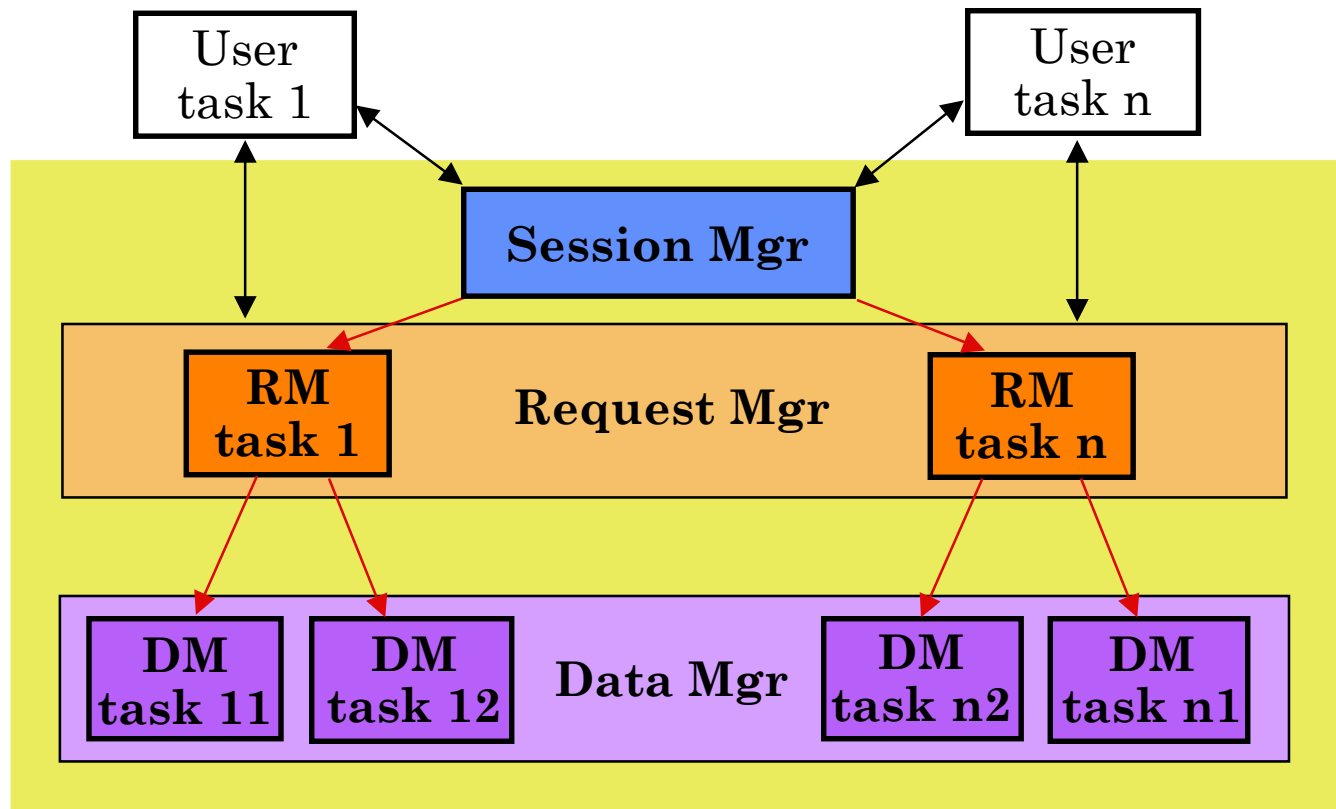 User
task 1
User
task n
Session Mgr
RM
task 1
Request Mgr
RM
task n
DM
task 11
DM
task 12
Data Mgr
DM
task n2
DM
task n1